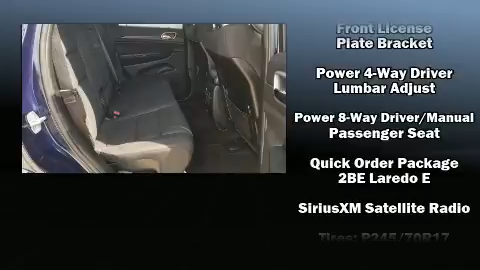 Front License
Plate Bracket
Power 4-Way Driver
Lumbar Adjust
Power 8-Way Driver/Manual
Passenger Seat
Quick Order Package
2BE Laredo E
SiriusXM Satellite Radio
Tires: P245/70R17